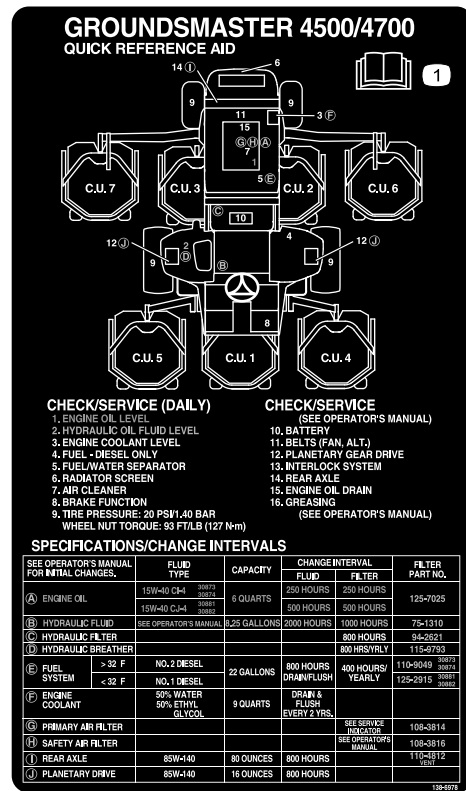 GROUNDSMASTER 4500/4700
QUICK REFERENCE AID
1
14 Ⓘ
6
9
9
11
15
3 Ⓕ
Ⓖ Ⓗ Ⓐ
7
1
5 Ⓔ
C.U. 7
C.U. 3
C.U. 2
C.U. 6
Ⓒ
10
12 Ⓙ
2
Ⓓ
4
12 Ⓙ
9
Ⓑ
9
8
C.U. 5
C.U. 1
C.U. 4
CHECK/SERVICE (DAILY)
1. ENGINE OIL LEVEL
2. HYDRAULIC OIL FLUID LEVEL
3. ENGINE COOLANT LEVEL
4. FUEL - DIESEL ONLY
5. FUEL/WATER SEPARATOR
6. RADIATOR SCREEN
7. AIR CLEANER
8. BRAKE FUNCTION
9. TIRE PRESSURE: 20 PSI/1.40 BAR
WHEEL NUT TORQUE: 93 FT/LB (127 N•m)
CHECK/SERVICE
(SEE OPERATOR'S MANUAL)
10. BATTERY
11. BELTS (FAN, ALT.)
12. PLANETARY GEAR DRIVE
13. INTERLOCK SYSTEM
14. REAR AXLE
15. ENGINE OIL DRAIN
16. GREASING
(SEE OPERATOR'S MANUAL)
SPECIFICATIONS/CHANGE INTERVALS
SEE OPERATOR'S MANUAL FOR INITIAL CHANGES. FLUID TYPE CAPACITY CHANGE INTERVAL FLUID FILTER FILTER PART NO.
Ⓐ ENGINE OIL 15W-40 CI-4 30873 30874 6 QUARTS 250 HOURS 250 HOURS 125-7025
15W-40 CJ-4 30881 30882 500 HOURS 500 HOURS
Ⓑ HYDRAULIC FLUID SEE OPERATOR'S MANUAL 8.25 GALLONS 2000 HOURS 1000 HOURS 75-1310
Ⓒ HYDRAULIC FILTER 800 HOURS 94-2621
Ⓓ HYDRAULIC BREATHER 800 HRS/YRLY 115-9793
Ⓔ FUEL SYSTEM > 32 F NO. 2 DIESEL 22 GALLONS 800 HOURS DRAIN/FLUSH 400 HOURS/ YEARLY 110-9049 30873 30874
< 32 F NO. 1 DIESEL 125-2915 30881 30882
Ⓕ ENGINE COOLANT 50% WATER 50% ETHYL GLYCOL 9 QUARTS DRAIN & FLUSH EVERY 2 YRS.
Ⓖ PRIMARY AIR FILTER SEE SERVICE INDICATOR 108-3814
Ⓗ SAFETY AIR FILTER SEE OPERATOR'S MANUAL 108-3816
Ⓘ REAR AXLE 85W-140 80 OUNCES 800 HOURS 110-4812 VENT
Ⓙ PLANETARY DRIVE 85W-140 16 OUNCES 800 HOURS
138-6978